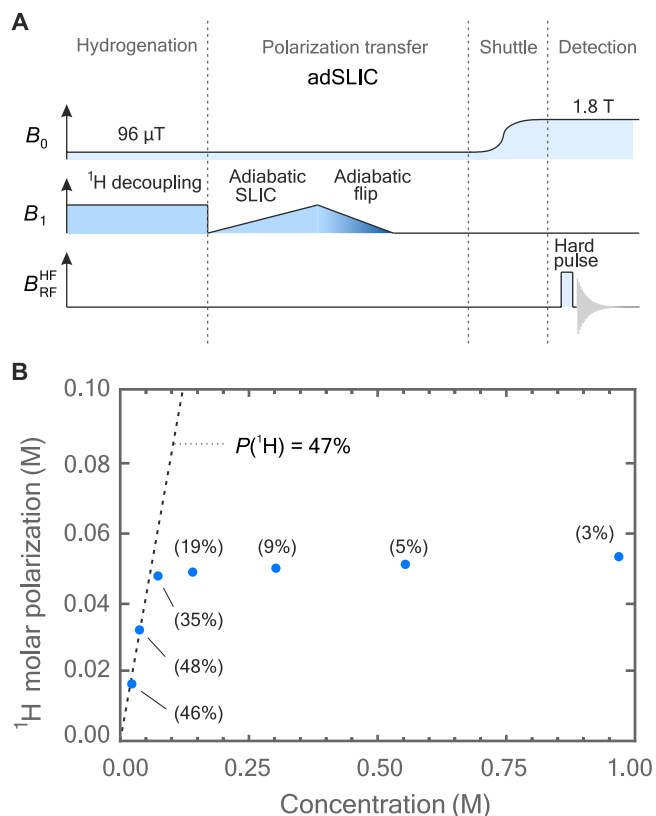 A
Hydrogenation
Polarization transfer
Shuttle
Detection
adSLIC
B0
96 µT
1.8 T
B1
¹H decoupling
Adiabatic
SLIC
Adiabatic
flip
B RF HF
Hard
pulse
B
¹H molar polarization (M)
0.10
0.08
0.06
0.04
0.02
0.00
P(¹H) = 47%
(19%)
(9%)
(5%)
(3%)
(35%)
(48%)
(46%)
0.00
0.25
0.50
0.75
1.00
Concentration (M)